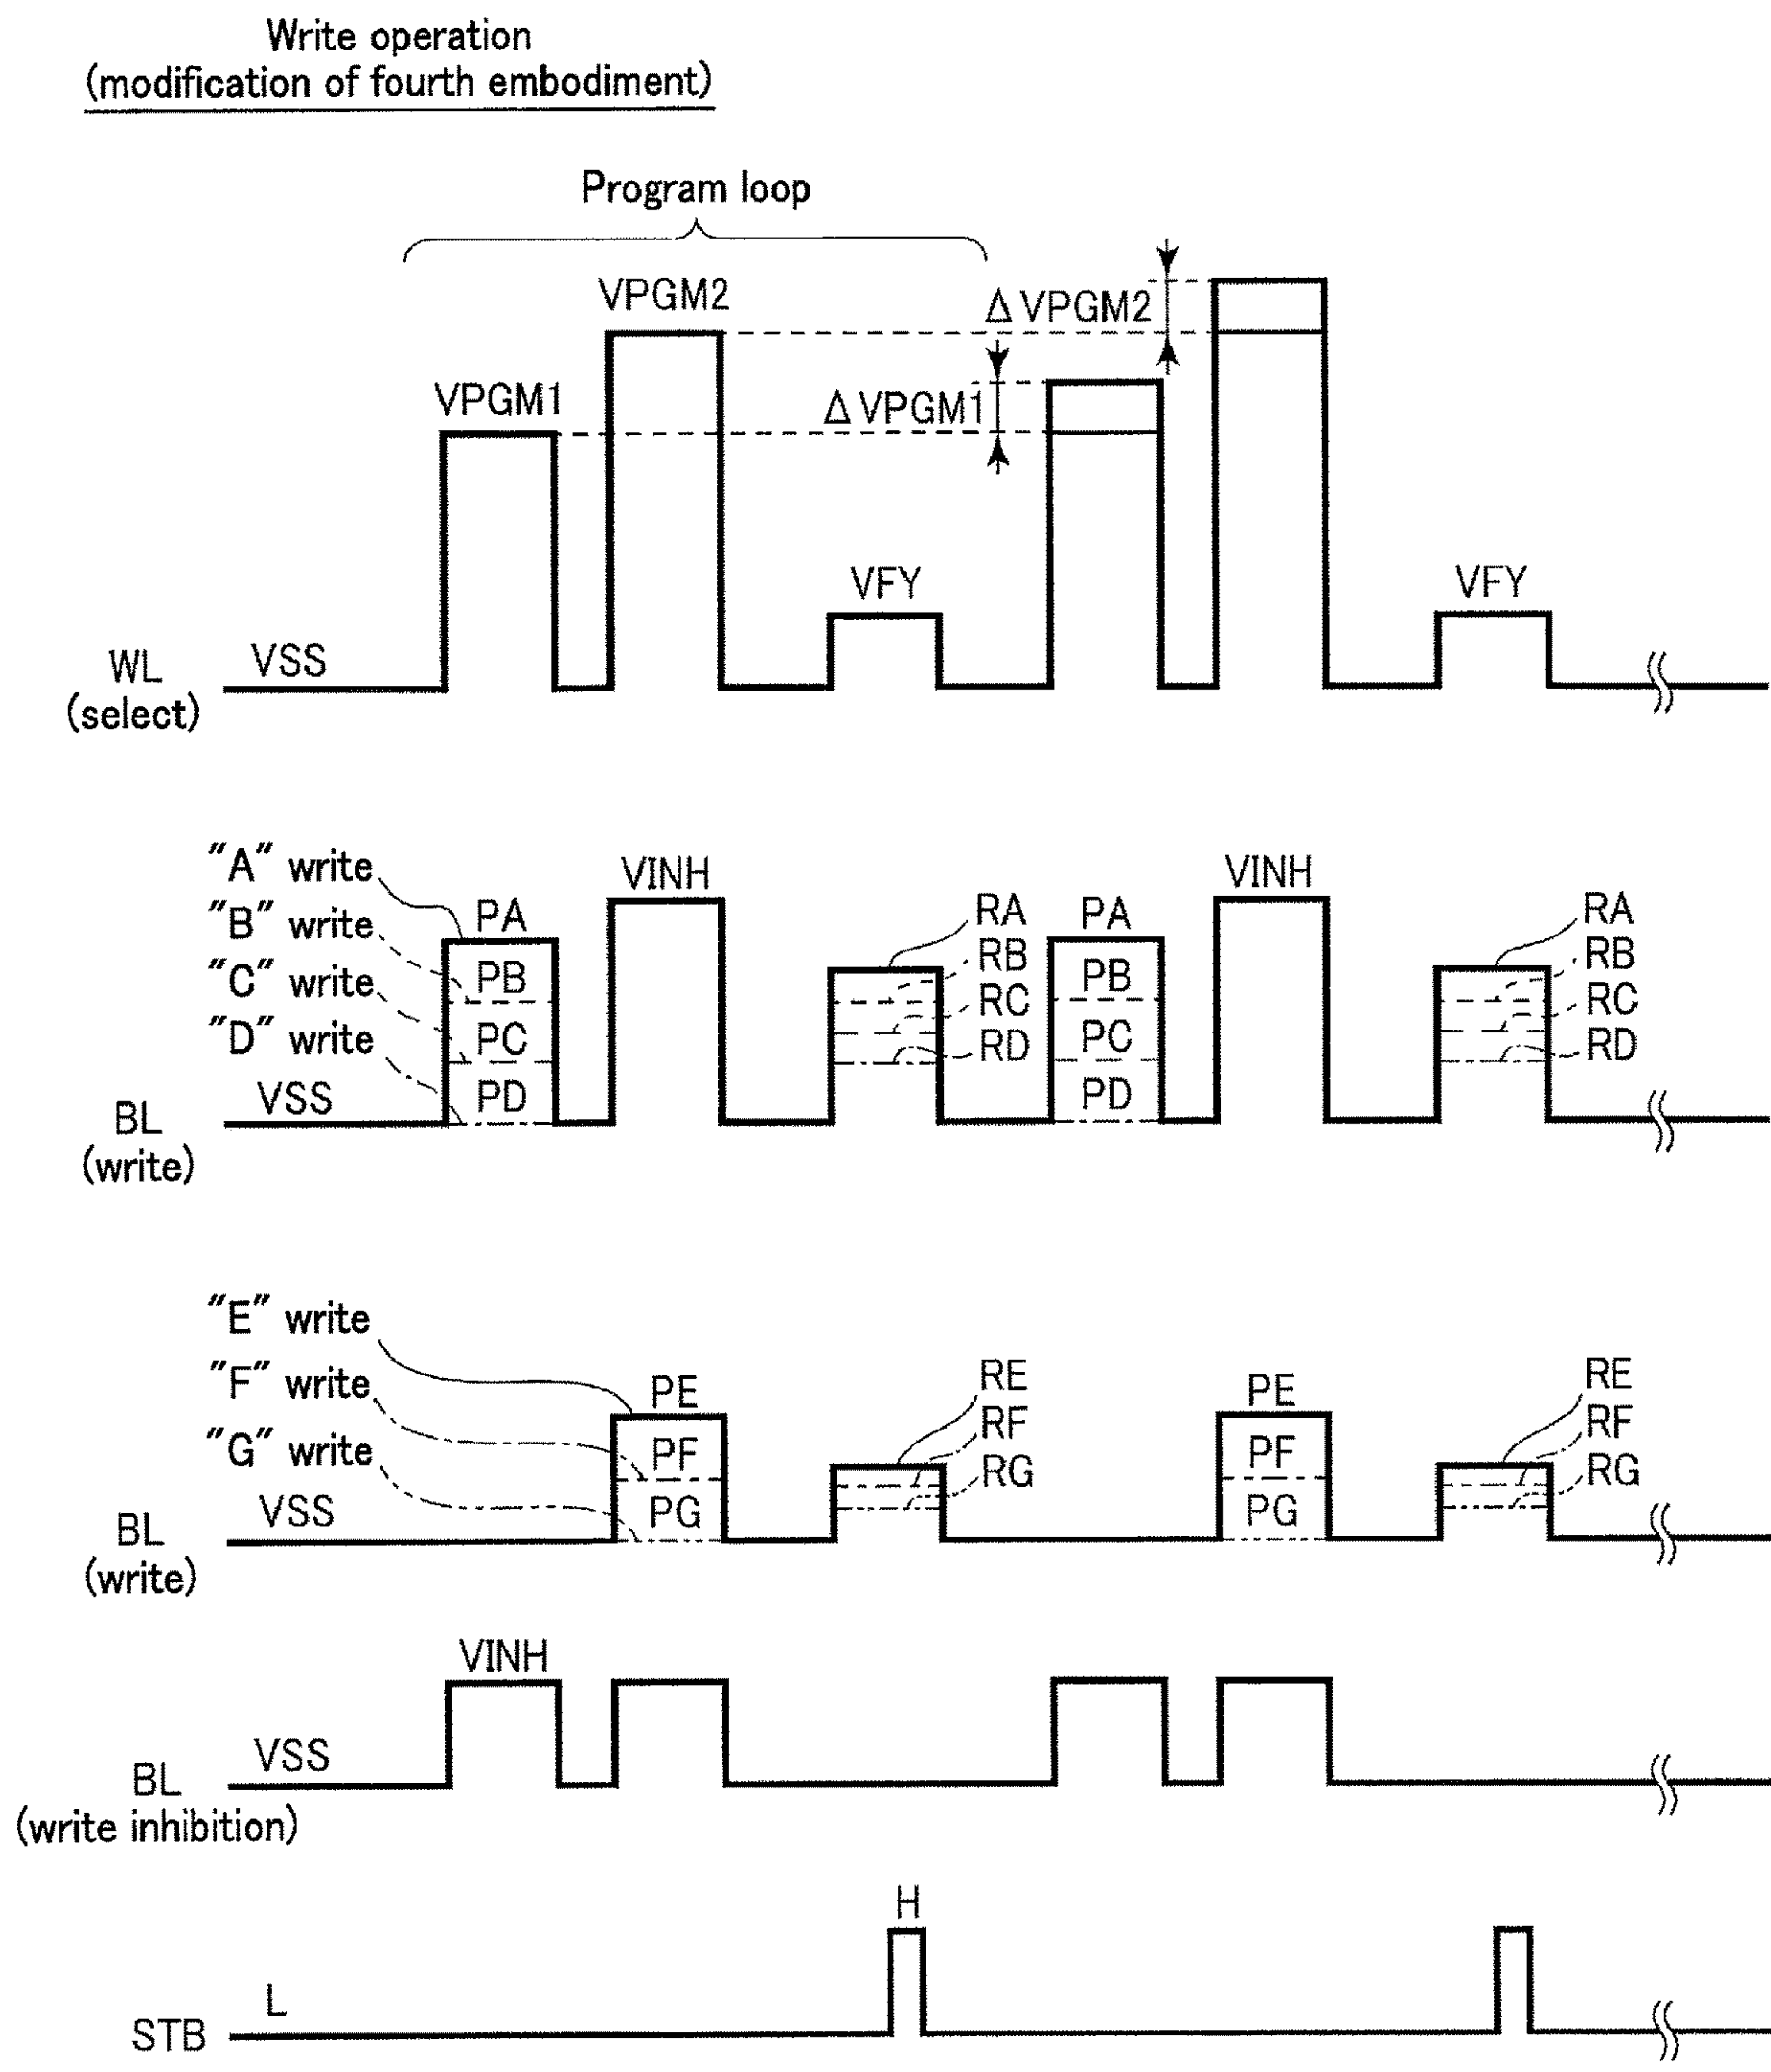 Write operation
(modification of fourth embodiment)
Program loop
VPGM2
Δ VPGM2
VPGM1
Δ VPGM1
VFY
VFY
VSS
WL
(select)
"A" write
"B" write
"C" write
"D" write
PA
PB
PC
PD
VINH
RA
RB
RC
RD
PA
PB
PC
PD
VINH
RA
RB
RC
RD
VSS
BL
(write)
"E" write
"F" write
"G" write
PE
PF
PG
RE
RF
RG
PE
PF
PG
RE
RF
RG
VSS
BL
(write)
VINH
VSS
BL
(write inhibition)
H
L
STB